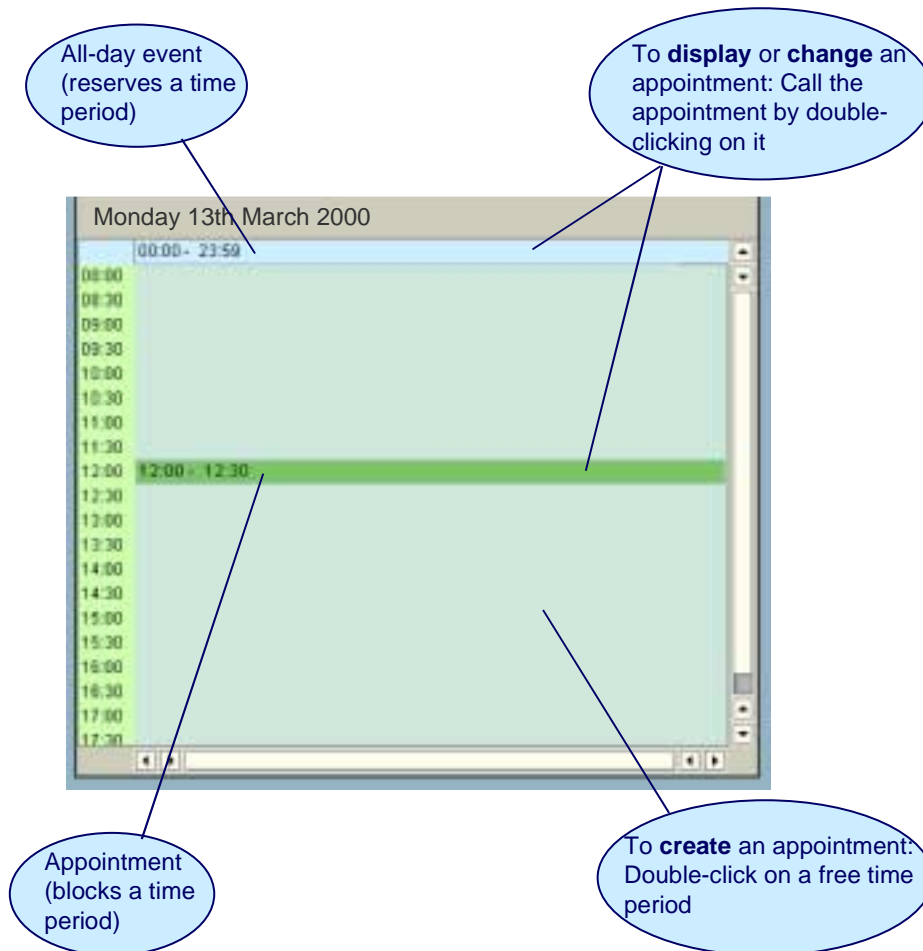 All-day event
(reserves a time
period)
To display or change an
appointment: Call the
appointment by double-
clicking on it
Monday 13th March 2000
00:00 - 23:59
08:00
08:30
09:00
09:30
10:00
10:30
11:00
11:30
12:00 12:00 - 12:30
12:30
13:00
13:30
14:00
14:30
15:00
15:30
16:00
16:30
17:00
17:30
Appointment
(blocks a time
period)
To create an appointment:
Double-click on a free time
period